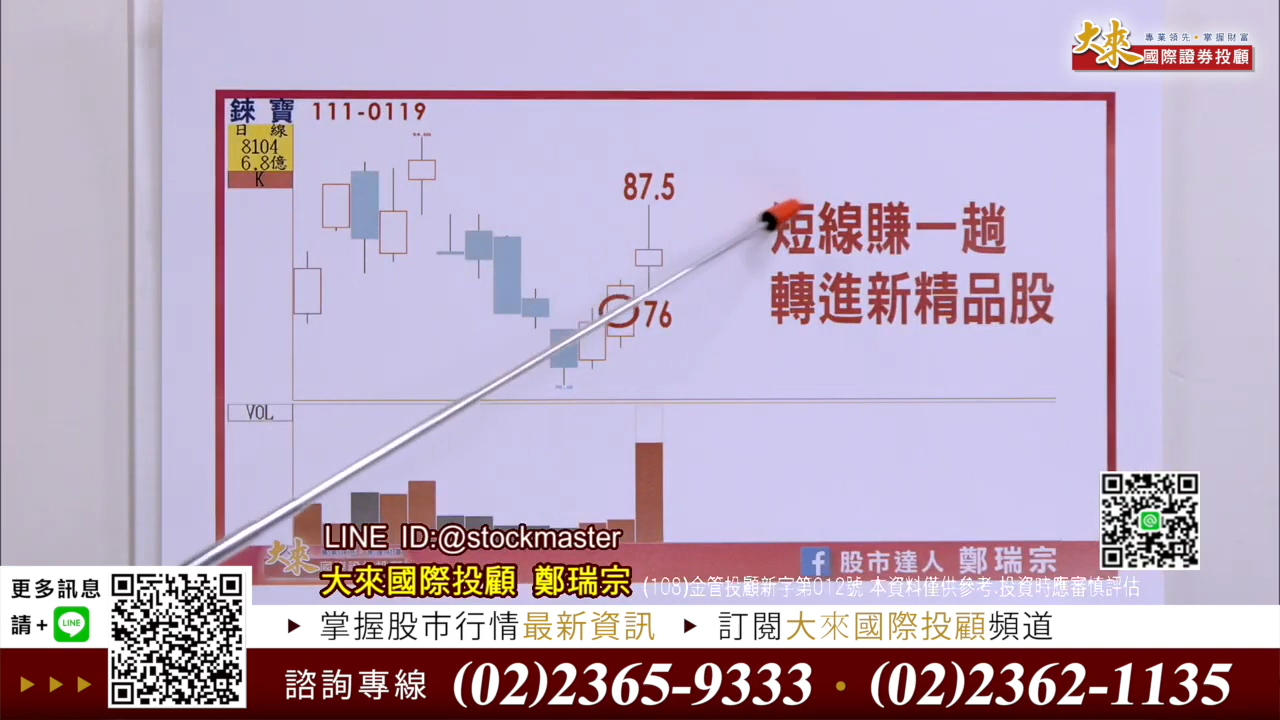 大來
專業領先•掌握財富
國際證券投顧
錸寶 111-0119
日線
8104
6.8億
K
87.5
76
短線賺一趟
轉進新精品股
VOL
LINE ID:@stockmaster
大來
股市達人 鄭瑞宗
大來國際投顧 鄭瑞宗
(108)金管投顧新字第012號 本資料僅供參考.投資時應審慎評估
更多訊息
請+ LINE
掌握股市行情最新資訊 訂閱大來國際投顧頻道
諮詢專線 (02)2365-9333 • (02)2362-1135